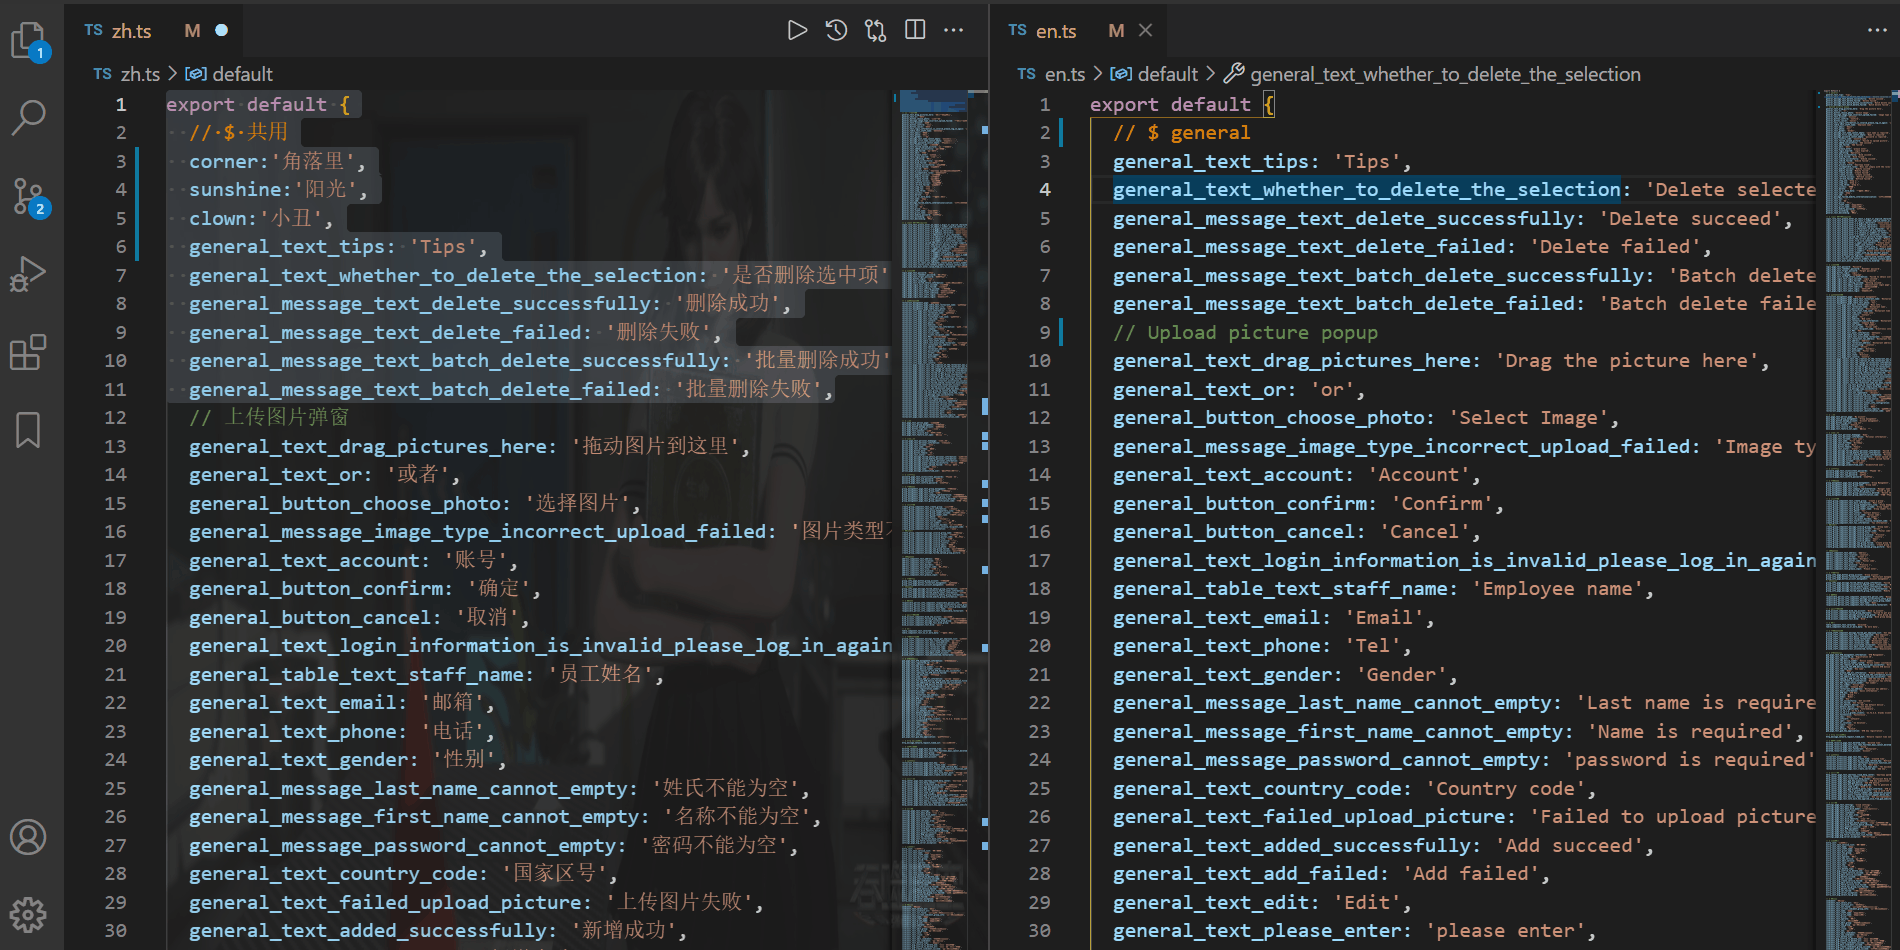 TS zh.ts M
TS zh.ts > default
1 export default {
2 // $ 共用
3 corner:'角落里',
4 sunshine:'阳光',
5 clown:'小丑',
6 general_text_tips: 'Tips',
7 general_text_whether_to_delete_the_selection: '是否删除选中项'
8 general_message_text_delete_successfully: '删除成功',
9 general_message_text_delete_failed: '删除失败',
10 general_message_text_batch_delete_successfully: '批量删除成功'
11 general_message_text_batch_delete_failed: '批量删除失败',
12 // 上传图片弹窗
13 general_text_drag_pictures_here: '拖动图片到这里',
14 general_text_or: '或者',
15 general_button_choose_photo: '选择图片',
16 general_message_image_type_incorrect_upload_failed: '图片类型不
17 general_text_account: '账号',
18 general_button_confirm: '确定',
19 general_button_cancel: '取消',
20 general_text_login_information_is_invalid_please_log_in_again
21 general_table_text_staff_name: '员工姓名',
22 general_text_email: '邮箱',
23 general_text_phone: '电话',
24 general_text_gender: '性别',
25 general_message_last_name_cannot_empty: '姓氏不能为空',
26 general_message_first_name_cannot_empty: '名称不能为空',
27 general_message_password_cannot_empty: '密码不能为空',
28 general_text_country_code: '国家区号',
29 general_text_failed_upload_picture: '上传图片失败',
30 general_text_added_successfully: '新增成功',
1
2
TS en.ts M
TS en.ts > default > general_text_whether_to_delete_the_selection
1 export default {
2 // $ general
3 general_text_tips: 'Tips',
4 general_text_whether_to_delete_the_selection: 'Delete selecte
5 general_message_text_delete_successfully: 'Delete succeed',
6 general_message_text_delete_failed: 'Delete failed',
7 general_message_text_batch_delete_successfully: 'Batch delete
8 general_message_text_batch_delete_failed: 'Batch delete faile
9 // Upload picture popup
10 general_text_drag_pictures_here: 'Drag the picture here',
11 general_text_or: 'or',
12 general_button_choose_photo: 'Select Image',
13 general_message_image_type_incorrect_upload_failed: 'Image ty
14 general_text_account: 'Account',
15 general_button_confirm: 'Confirm',
16 general_button_cancel: 'Cancel',
17 general_text_login_information_is_invalid_please_log_in_again
18 general_table_text_staff_name: 'Employee name',
19 general_text_email: 'Email',
20 general_text_phone: 'Tel',
21 general_text_gender: 'Gender',
22 general_message_last_name_cannot_empty: 'Last name is require
23 general_message_first_name_cannot_empty: 'Name is required',
24 general_message_password_cannot_empty: 'password is required'
25 general_text_country_code: 'Country code',
26 general_text_failed_upload_picture: 'Failed to upload picture
27 general_text_added_successfully: 'Add succeed',
28 general_text_add_failed: 'Add failed',
29 general_text_edit: 'Edit',
30 general_text_please_enter: 'please enter',